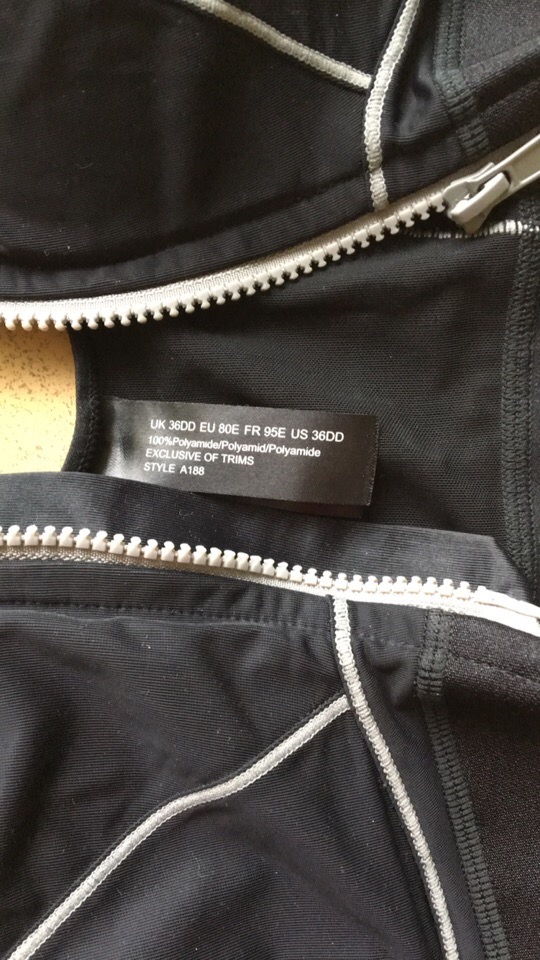 UK 36DD EU 80E FR 95E US 36DD
100%Polyamide/Polyamid/Polyamide
EXCLUSIVE OF TRIMS
STYLE A188